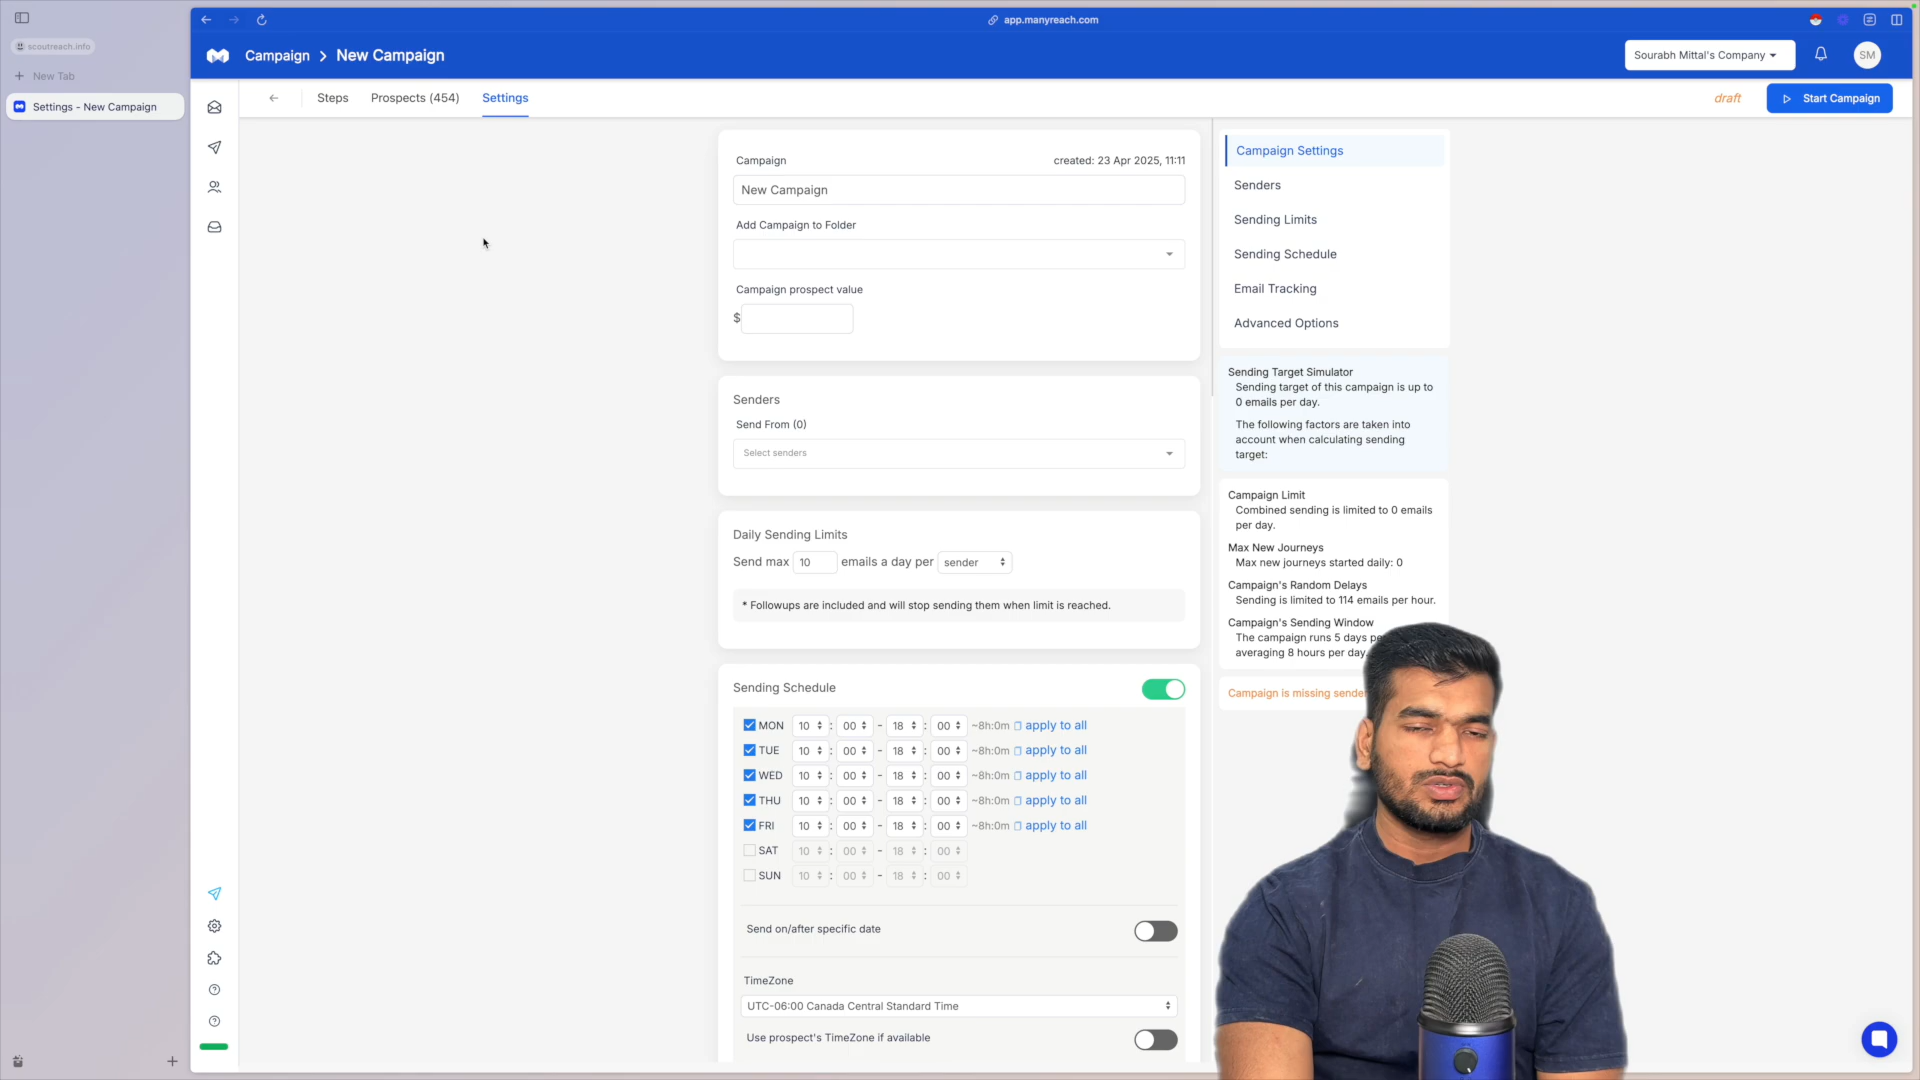 scoutreach.info
New Tab
Settings - New Campaign
app.manyreach.com
Campaign > New Campaign
Sourabh Mittal's Company
SM
Steps
Prospects (454)
Settings
draft
Start Campaign
Campaign
created: 23 Apr 2025, 11:11
New Campaign
Add Campaign to Folder
Campaign prospect value
$
Senders
Send From (0)
Select senders
Daily Sending Limits
Send max 10 emails a day per sender
* Followups are included and will stop sending them when limit is reached.
Sending Schedule
MON 10 : 00 - 18 : 00 ~8h:0m apply to all
TUE 10 : 00 - 18 : 00 ~8h:0m apply to all
WED 10 : 00 - 18 : 00 ~8h:0m apply to all
THU 10 : 00 - 18 : 00 ~8h:0m apply to all
FRI 10 : 00 - 18 : 00 ~8h:0m apply to all
SAT 10 : 00 - 18 : 00
SUN 10 : 00 - 18 : 00
Send on/after specific date
TimeZone
UTC-06:00 Canada Central Standard Time
Use prospect's TimeZone if available
Campaign Settings
Senders
Sending Limits
Sending Schedule
Email Tracking
Advanced Options
Sending Target Simulator
Sending target of this campaign is up to
0 emails per day.
The following factors are taken into
account when calculating sending
target:
Campaign Limit
Combined sending is limited to 0 emails
per day.
Max New Journeys
Max new journeys started daily: 0
Campaign's Random Delays
Sending is limited to 114 emails per hour.
Campaign's Sending Window
The campaign runs 5 days
averaging 8 hours per day.
Campaign is missing